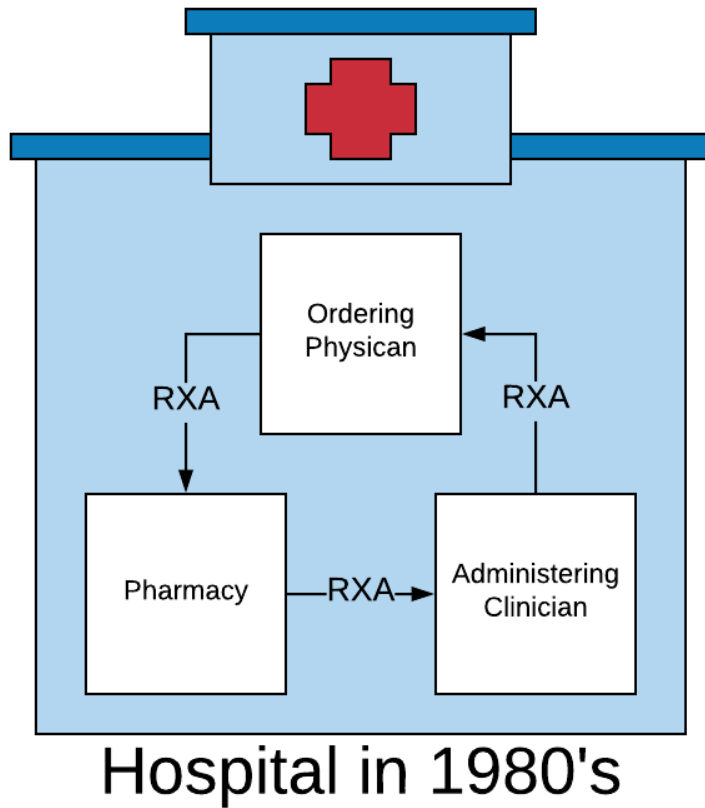 Ordering
Physican
RXA
RXA
Pharmacy
RXA
Administering
Clinician
Hospital in 1980's